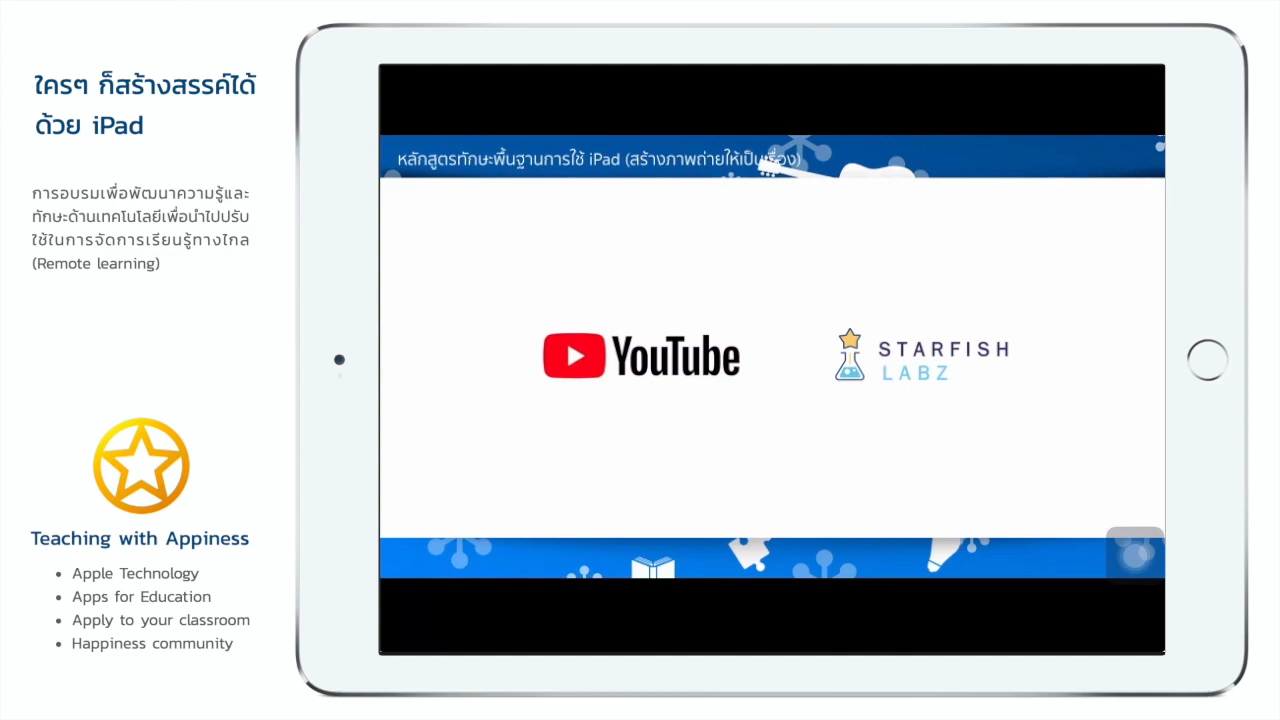 ใครๆ ก็สร้างสรรค์ได้
ด้วย iPad
การอบรมเพื่อพัฒนาความรู้และ
ทักษะด้านเทคโนโลยีเพื่อนำไปปรับ
ใช้ในการจัดการเรียนรู้ทางไกล
(Remote learning)
Teaching with Appiness
• Apple Technology
• Apps for Education
• Apply to your classroom
• Happiness community
หลักสูตรทักษะพื้นฐานการใช้ iPad (สร้างภาพถ่ายให้เป็นเรื่อง)
YouTube
STARFISH
LABZ